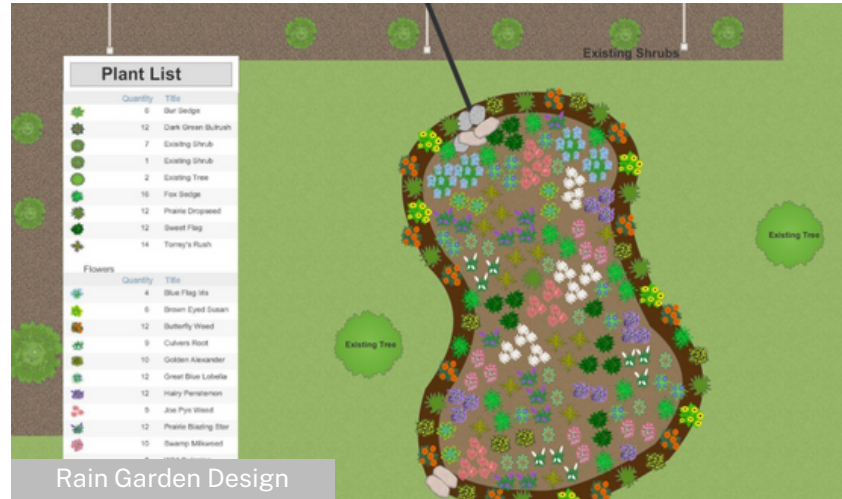 Existing Shrubs
Plant List
Quantity Title
6 Bur Sedge
12 Dark Green Bulrush
7 Existing Shrub
1 Existing Shrub
2 Existing Tree
16 Fox Sedge
12 Prairie Dropseed
12 Sweet Flag
14 Torrey's Rush
Flowers
Quantity Title
4 Blue Flag Iris
6 Brown Eyed Susan
12 Butterfly Weed
9 Culvers Root
10 Golden Alexander
12 Great Blue Lobelia
12 Hairy Penstemon
9 Joe Pye Weed
12 Prairie Blazing Star
10 Swamp Milkweed
Existing Tree
Existing Tree
Rain Garden Design